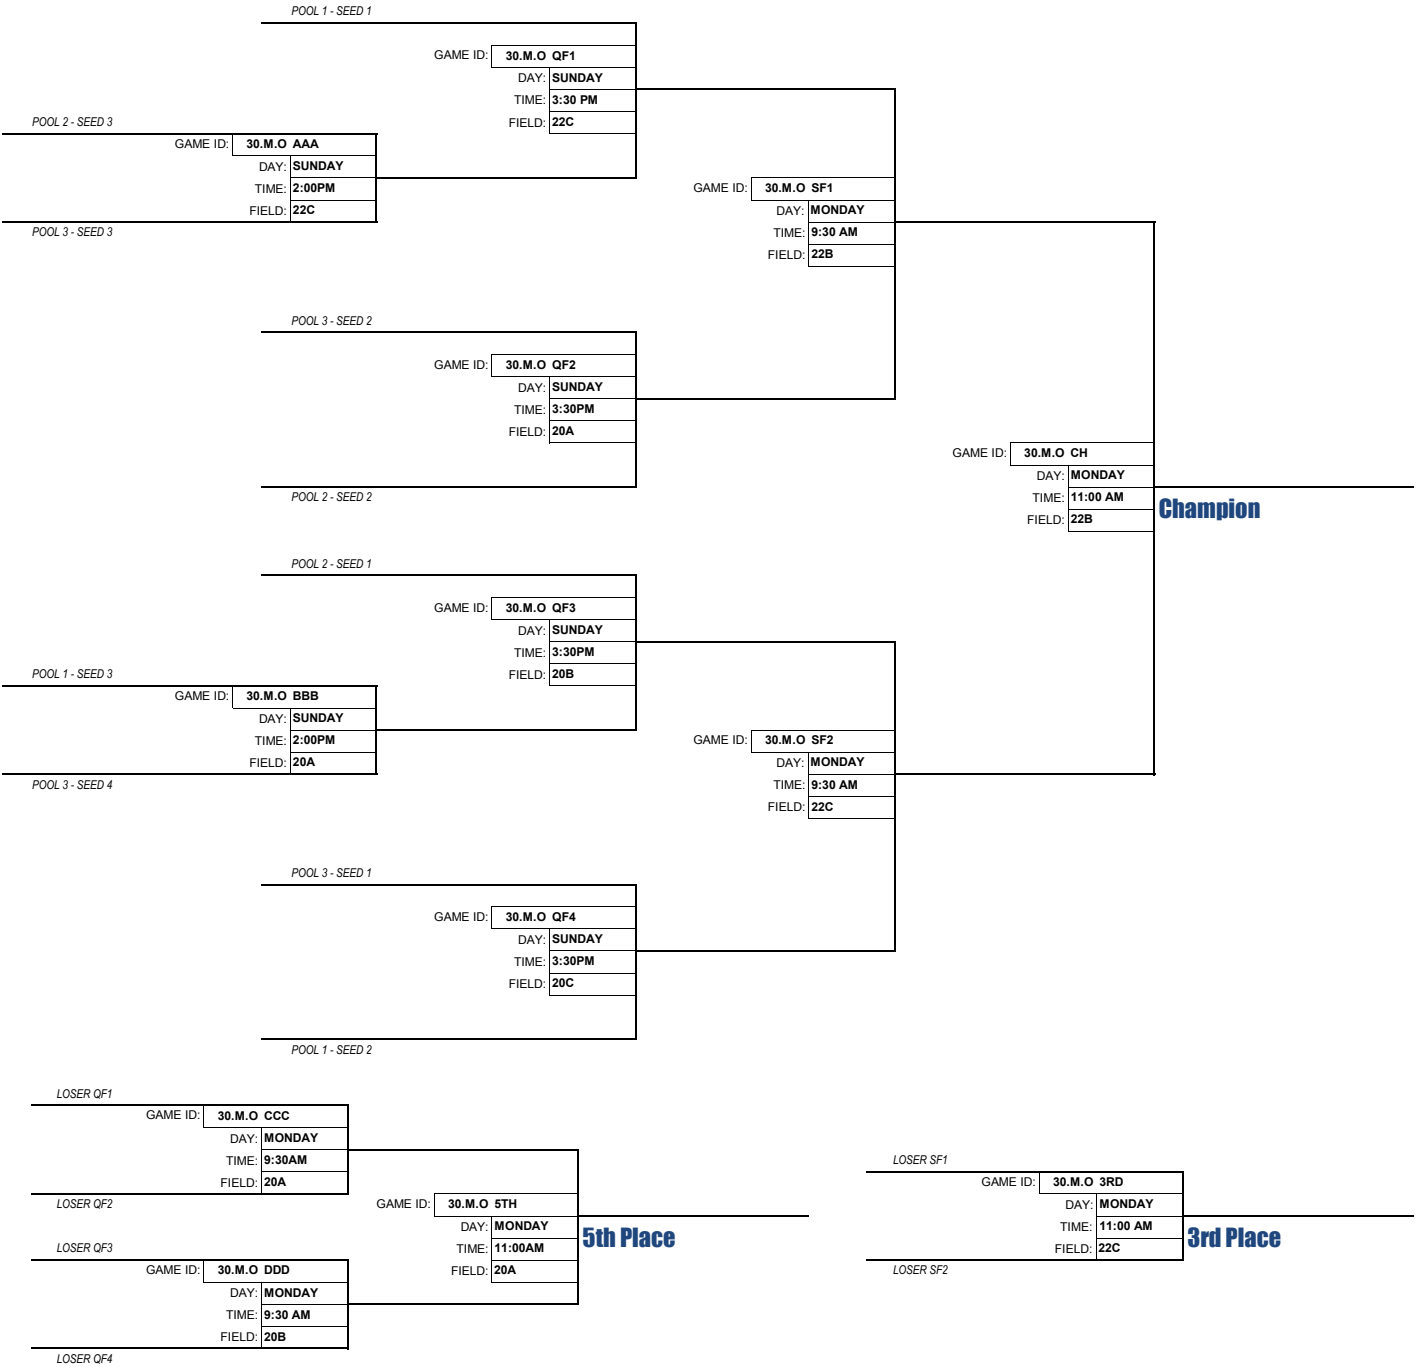 POOL 1 - SEED 1
GAME ID: 30.M.O QF1
DAY: SUNDAY
TIME: 3:30 PM
FIELD: 22C
POOL 2 - SEED 3
GAME ID: 30.M.O AAA
DAY: SUNDAY
TIME: 2:00PM
FIELD: 22C
POOL 3 - SEED 3
GAME ID: 30.M.O SF1
DAY: MONDAY
TIME: 9:30 AM
FIELD: 22B
POOL 3 - SEED 2
GAME ID: 30.M.O QF2
DAY: SUNDAY
TIME: 3:30PM
FIELD: 20A
POOL 2 - SEED 2
GAME ID: 30.M.O CH
DAY: MONDAY
TIME: 11:00 AM
FIELD: 22B
Champion
POOL 2 - SEED 1
GAME ID: 30.M.O QF3
DAY: SUNDAY
TIME: 3:30PM
FIELD: 20B
POOL 1 - SEED 3
GAME ID: 30.M.O BBB
DAY: SUNDAY
TIME: 2:00PM
FIELD: 20A
POOL 3 - SEED 4
GAME ID: 30.M.O SF2
DAY: MONDAY
TIME: 9:30 AM
FIELD: 22C
POOL 3 - SEED 1
GAME ID: 30.M.O QF4
DAY: SUNDAY
TIME: 3:30PM
FIELD: 20C
POOL 1 - SEED 2
LOSER QF1
GAME ID: 30.M.O CCC
DAY: MONDAY
TIME: 9:30AM
FIELD: 20A
LOSER QF2
GAME ID: 30.M.O 5TH
DAY: MONDAY
TIME: 11:00AM
FIELD: 20A
5th Place
LOSER QF3
GAME ID: 30.M.O DDD
DAY: MONDAY
TIME: 9:30 AM
FIELD: 20B
LOSER QF4
LOSER SF1
GAME ID: 30.M.O 3RD
DAY: MONDAY
TIME: 11:00 AM
FIELD: 22C
3rd Place
LOSER SF2